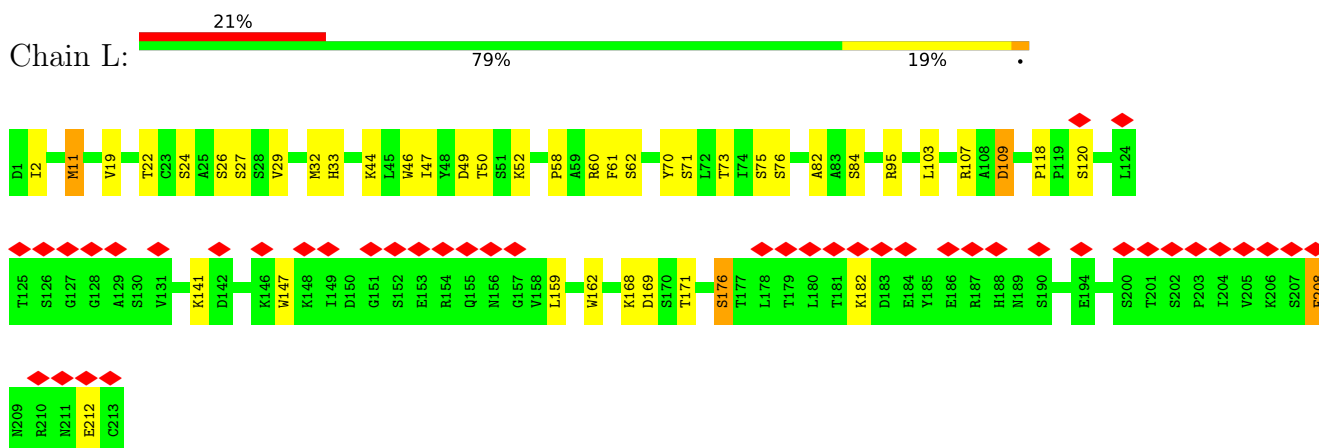 21%
Chain L:
79% 19% •
D1 I2 M11 V19 T22 C23 S24 A25 S26 S27 S28 V29 M32 H33 K44 L45 W46 I47 Y48 D49 T50 S51 K52 P58 A59 R60 F61 S62 Y70 S71 L72 T73 I74 S75 S76 A82 A83 S84 R95 L103 R107 A108 D109 P118 P119 S120 L124
T125 S126 G127 G128 A129 S130 V131 K141 D142 K146 W147 K148 I149 D150 G151 S152 E153 R154 Q155 N156 G157 V158 L159 W162 K168 D169 S170 T171 S176 T177 L178 T179 L180 T181 K182 D183 E184 Y185 E186 R187 H188 N189 S190 E194 S200 T201 S202 P203 I204 V205 K206 S207 F208
N209 R210 N211 E212 C213